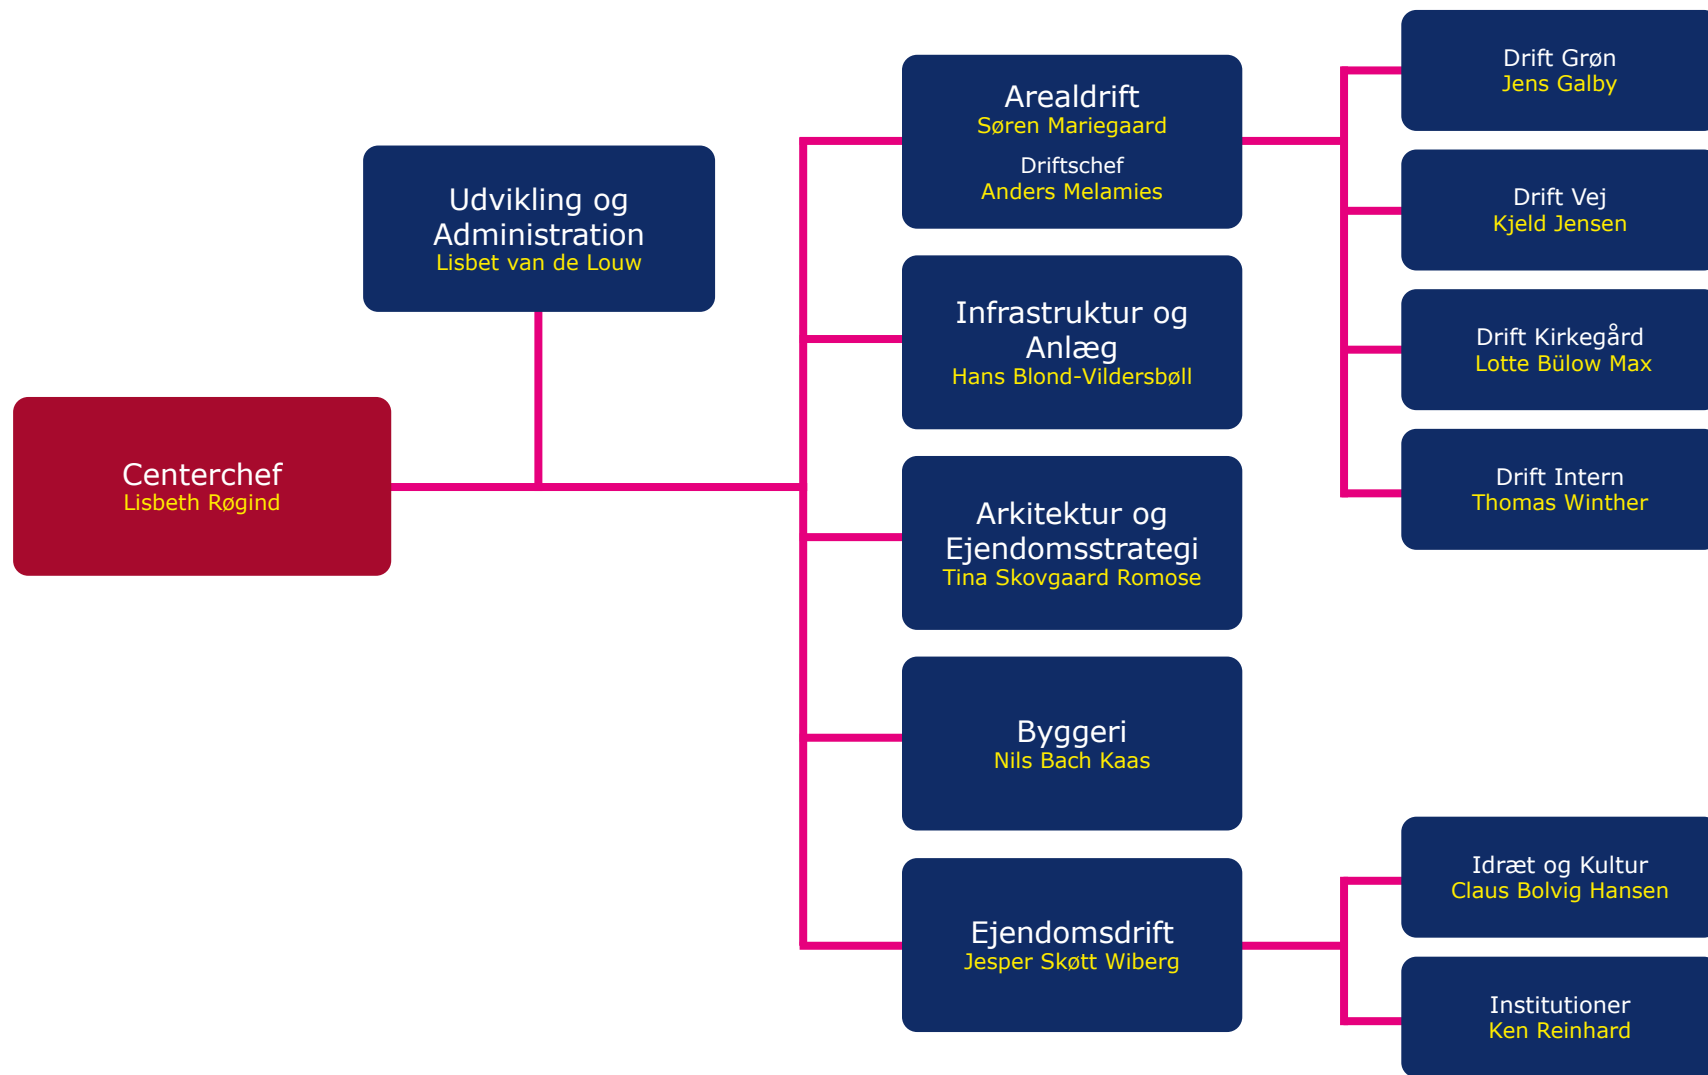 Centerchef
Lisbeth Røgind
Udvikling og
Administration
Lisbet van de Louw
Arealdrift
Søren Mariegaard
Driftschef
Anders Melamies
Infrastruktur og
Anlæg
Hans Blond-Vildersbøll
Arkitektur og
Ejendomsstrategi
Tina Skovgaard Romose
Byggeri
Nils Bach Kaas
Ejendomsdrift
Jesper Skøtt Wiberg
Drift Grøn
Jens Galby
Drift Vej
Kjeld Jensen
Drift Kirkegård
Lotte Bülow Max
Drift Intern
Thomas Winther
Idræt og Kultur
Claus Bolvig Hansen
Institutioner
Ken Reinhard